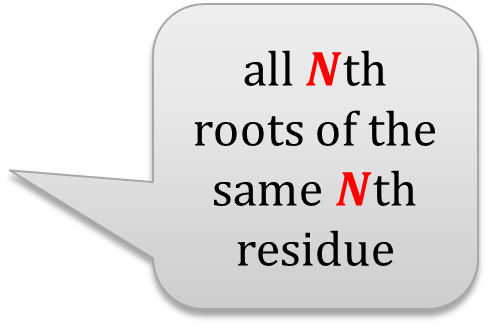 all Nth
roots of the
same Nth
residue